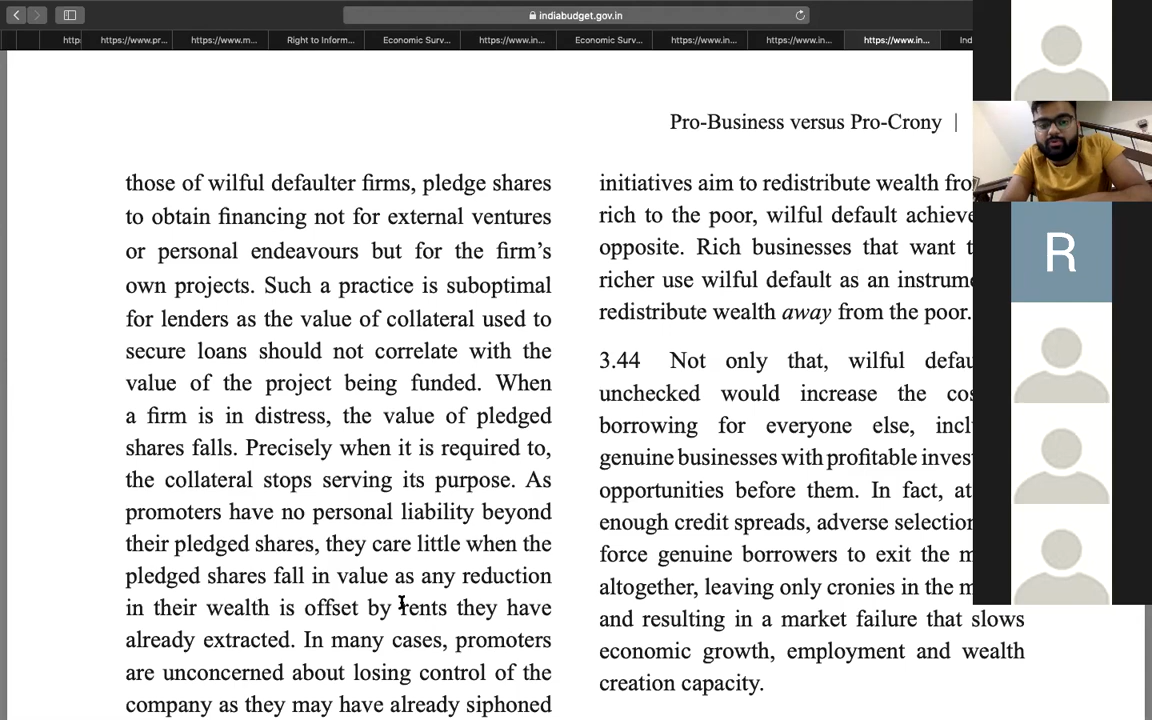 indiabudget.gov.in
http
https://www.pr...
https://www.m...
Right to Inform...
Economic Surv...
https://www.in...
Economic Surv...
https://www.in...
https://www.in...
https://www.in...
Ind
Pro-Business versus Pro-Crony |
those of wilful defaulter firms, pledge shares
to obtain financing not for external ventures
or personal endeavours but for the firm's
own projects. Such a practice is suboptimal
for lenders as the value of collateral used to
secure loans should not correlate with the
value of the project being funded. When
a firm is in distress, the value of pledged
shares falls. Precisely when it is required to,
the collateral stops serving its purpose. As
promoters have no personal liability beyond
their pledged shares, they care little when the
pledged shares fall in value as any reduction
in their wealth is offset by rents they have
already extracted. In many cases, promoters
are unconcerned about losing control of the
company as they may have already siphoned
initiatives aim to redistribute wealth fro
rich to the poor, wilful default achieve
opposite. Rich businesses that want t
richer use wilful default as an instrume
redistribute wealth away from the poor.
3.44 Not only that, wilful defau
unchecked would increase the cos
borrowing for everyone else, incl
genuine businesses with profitable inves
opportunities before them. In fact, at
enough credit spreads, adverse selection
force genuine borrowers to exit the m
altogether, leaving only cronies in the m
and resulting in a market failure that slows
economic growth, employment and wealth
creation capacity.
R